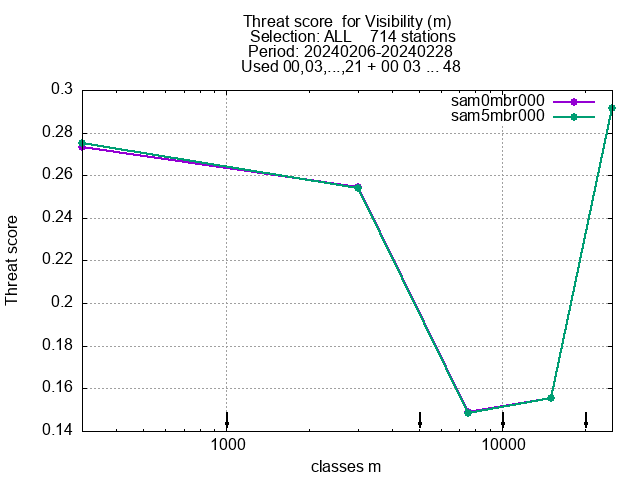 Threat score  for Visibility (m)
Selection: ALL    714 stations
Period: 20240206-20240228
Used 00,03,...,21 + 00 03 ... 48
sam0mbr000
sam5mbr000
0.3
0.28
0.26
0.24
0.22
0.2
0.18
0.16
0.14
Threat score
1000
10000
classes m